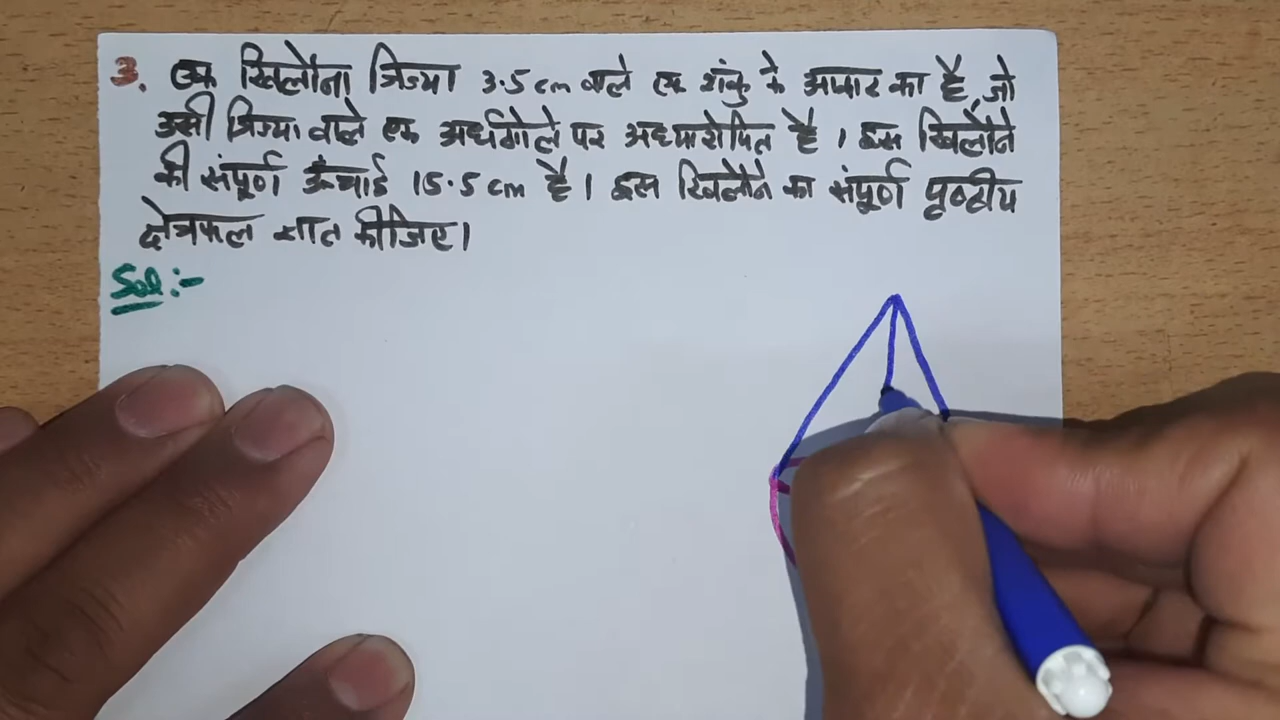 3. एक खिलौना त्रिज्या 3.5 cm वाले एक शंकु के आकार का है, जो
उसी त्रिज्या वाले एक अर्धगोले पर अध्यारोपित है। इस खिलौने
की संपूर्ण ऊँचाई 15.5 cm है। इस खिलौने का संपूर्ण पृष्ठीय
क्षेत्रफल ज्ञात कीजिए।
Sol :-